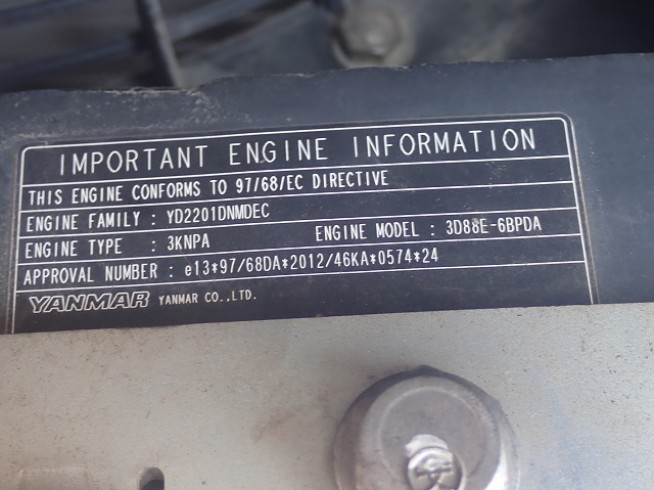 IMPORTANT ENGINE INFORMATION
THIS ENGINE CONFORMS TO 97/68/EC DIRECTIVE
ENGINE FAMILY : YD2201DNMDEC
ENGINE TYPE : 3KNPA ENGINE MODEL : 3D88E-6BPDA
APPROVAL NUMBER : e13*97/68DA*2012/46KA*0574*24
YANMAR YANMAR CO.,LTD.